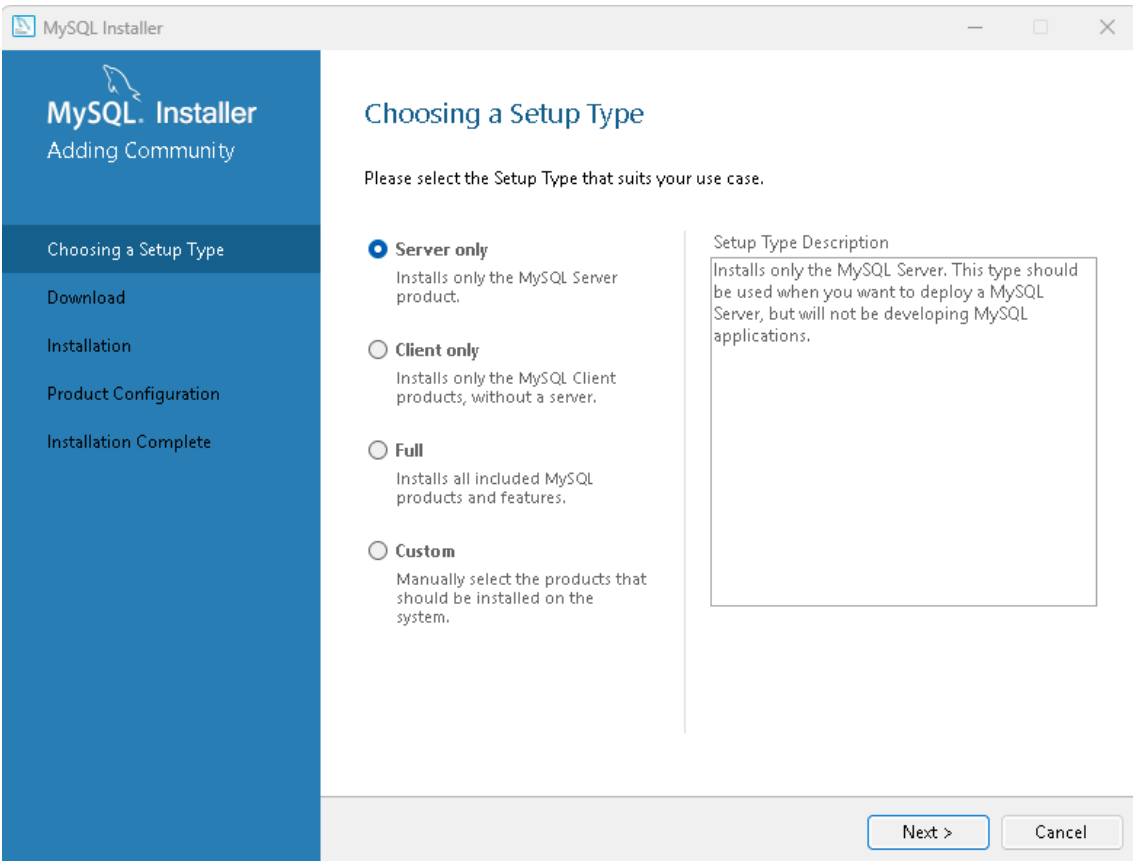 MySQL Installer
MySQL. Installer
Adding Community
Choosing a Setup Type
Download
Installation
Product Configuration
Installation Complete
Choosing a Setup Type
Please select the Setup Type that suits your use case.
Server only
Installs only the MySQL Server
product.
Client only
Installs only the MySQL Client
products, without a server.
Full
Installs all included MySQL
products and features.
Custom
Manually select the products that
should be installed on the
system.
Setup Type Description
Installs only the MySQL Server. This type should
be used when you want to deploy a MySQL
Server, but will not be developing MySQL
applications.
Next >
Cancel